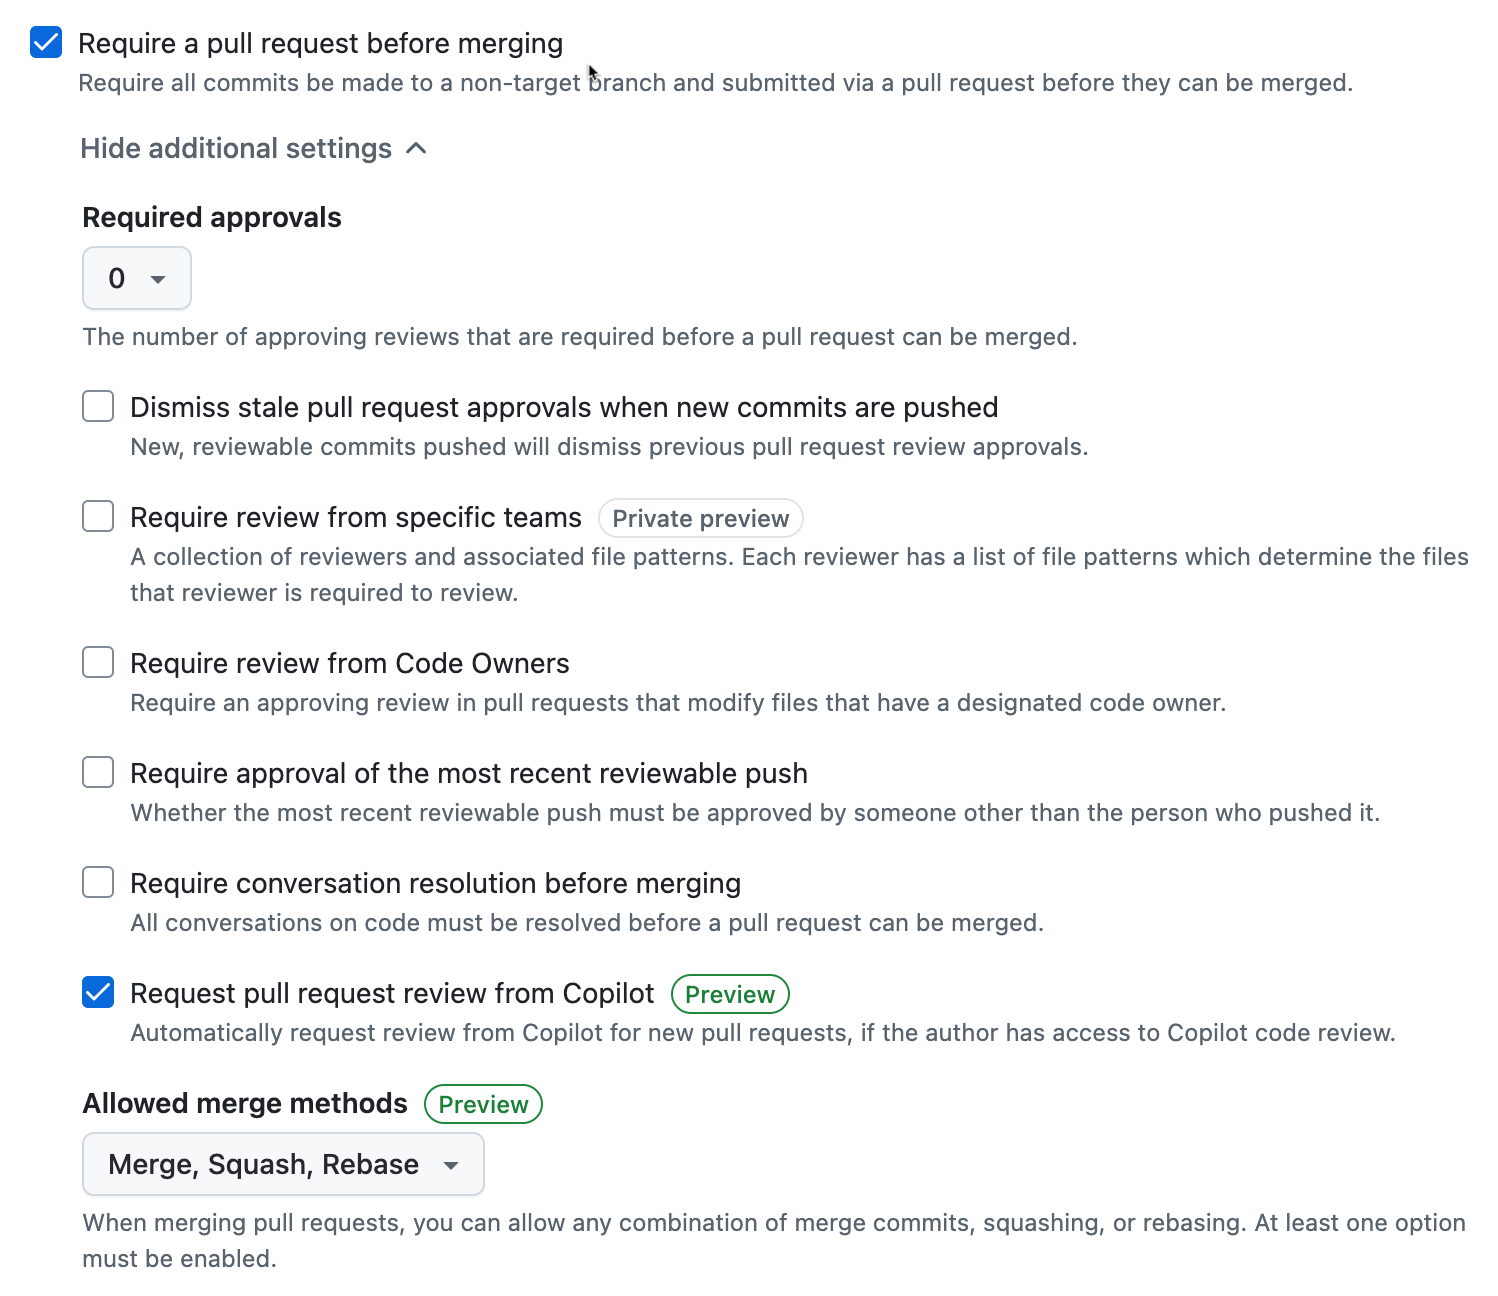 Require a pull request before merging
Require all commits be made to a non-target branch and submitted via a pull request before they can be merged.
Hide additional settings
Required approvals
0
The number of approving reviews that are required before a pull request can be merged.
Dismiss stale pull request approvals when new commits are pushed
New, reviewable commits pushed will dismiss previous pull request review approvals.
Require review from specific teams Private preview
A collection of reviewers and associated file patterns. Each reviewer has a list of file patterns which determine the files
that reviewer is required to review.
Require review from Code Owners
Require an approving review in pull requests that modify files that have a designated code owner.
Require approval of the most recent reviewable push
Whether the most recent reviewable push must be approved by someone other than the person who pushed it.
Require conversation resolution before merging
All conversations on code must be resolved before a pull request can be merged.
Request pull request review from Copilot Preview
Automatically request review from Copilot for new pull requests, if the author has access to Copilot code review.
Allowed merge methods Preview
Merge, Squash, Rebase
When merging pull requests, you can allow any combination of merge commits, squashing, or rebasing. At least one option
must be enabled.